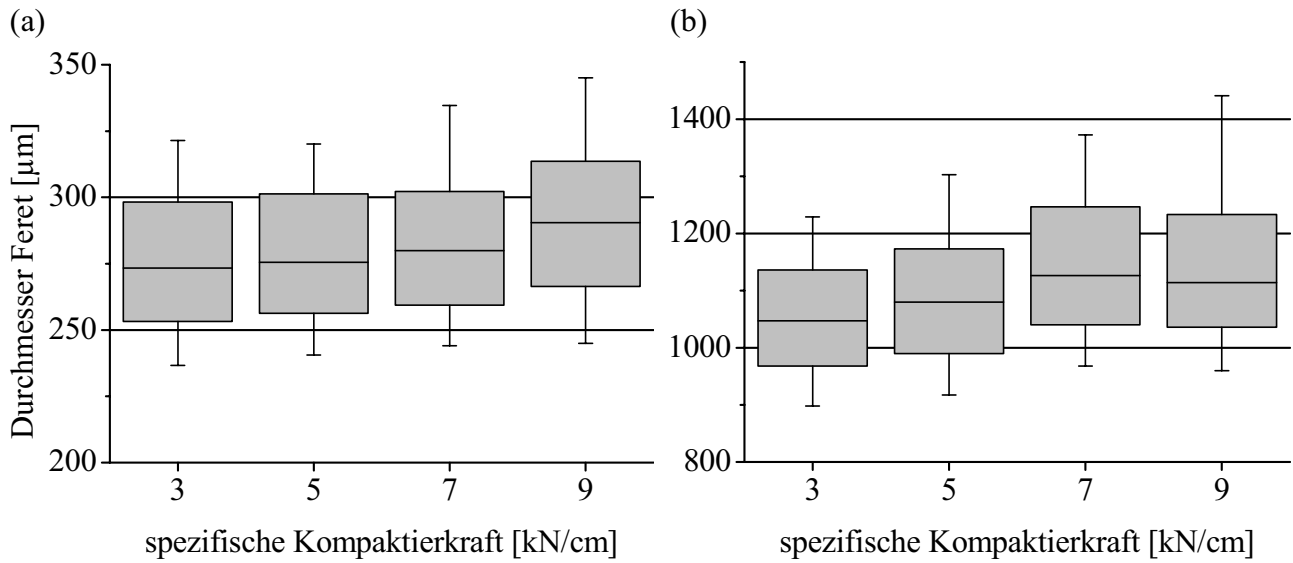 (a)
Durchmesser Feret [µm]
350
300
250
200
3 5 7 9
spezifische Kompaktierkraft [kN/cm]
(b)
1400
1200
1000
800
3 5 7 9
spezifische Kompaktierkraft [kN/cm]